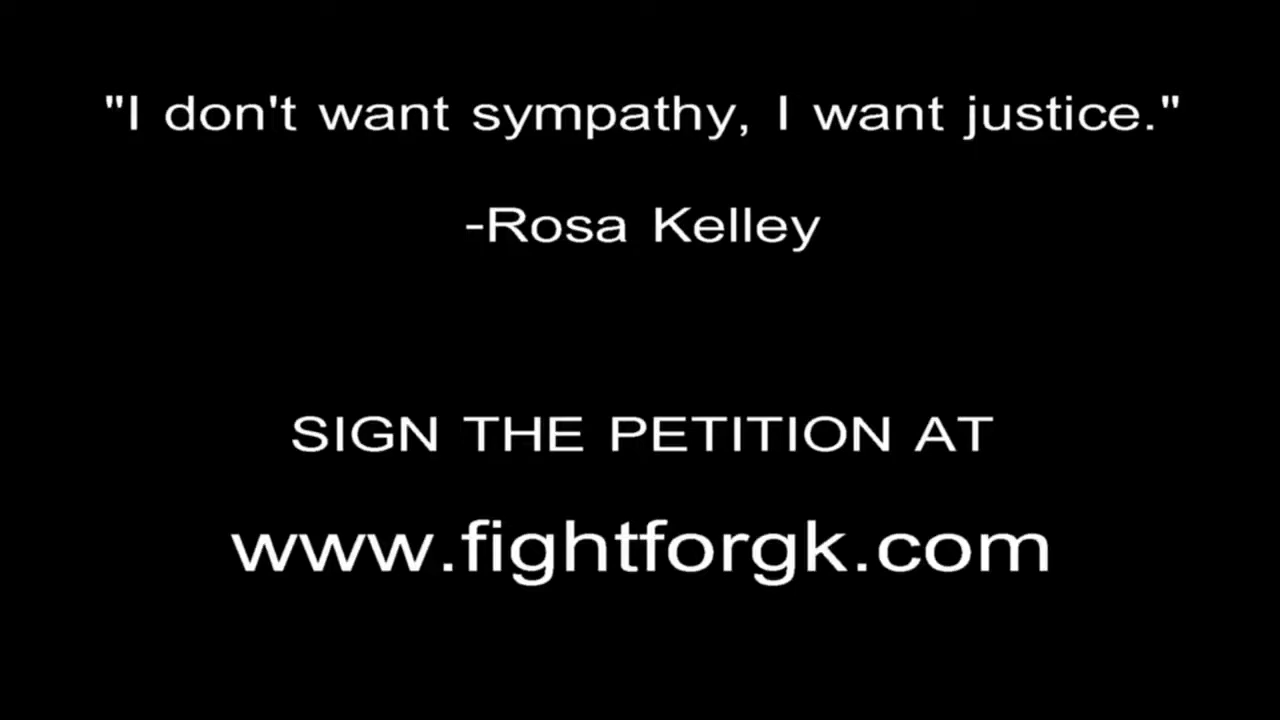 "I don't want sympathy, I want justice."
-Rosa Kelley
SIGN THE PETITION AT
www.fightforgk.com